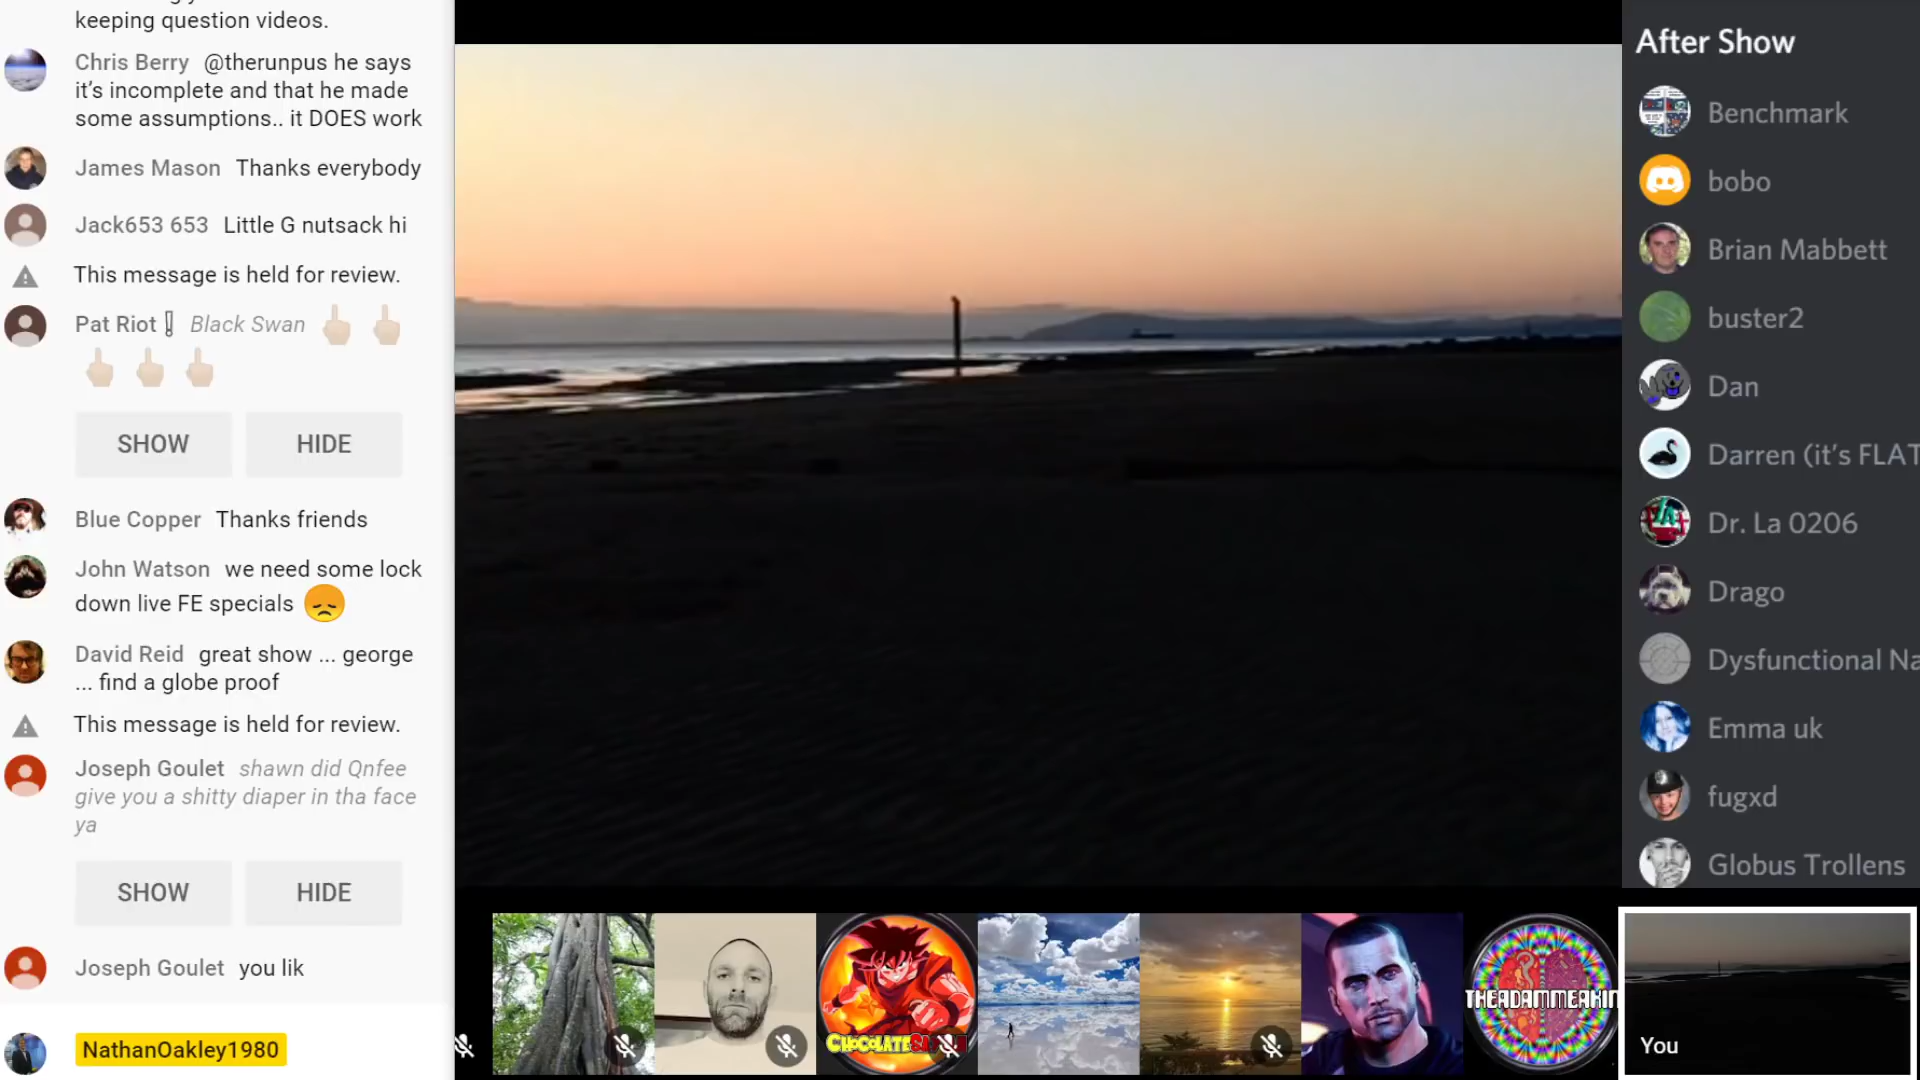 keeping question videos.
Chris Berry @therunpus he says
it's incomplete and that he made
some assumptions.. it DOES work
James Mason Thanks everybody
Jack653 653 Little G nutsack hi
This message is held for review.
Pat Riot Black Swan
SHOW HIDE
Blue Copper Thanks friends
John Watson we need some lock
down live FE specials
David Reid great show ... george
... find a globe proof
This message is held for review.
Joseph Goulet shawn did Qnfee
give you a shitty diaper in tha face
ya
SHOW HIDE
Joseph Goulet you lik
NathanOakley1980
After Show
Benchmark
bobo
Brian Mabbett
buster2
Dan
Darren (it's FLAT
Dr. La 0206
Drago
Dysfunctional Na
Emma uk
fugxd
Globus Trollens
CHOCOLATE
THEADAMMEAKIN
You